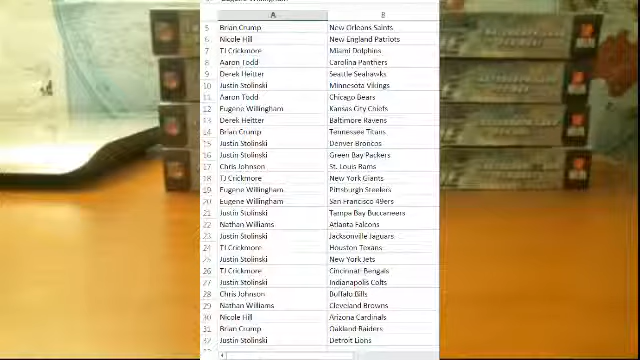 A B
5 Brian Crump New Orleans Saints
6 Nicole Hill New England Patriots
7 TJ Crickmore Miami Dolphins
8 Aaron Todd Carolina Panthers
9 Derek Heitter Seattle Seahawks
10 Justin Stolinski Minnesota Vikings
11 Aaron Todd Chicago Bears
12 Eugene Willingham Kansas City Chiefs
13 Derek Heitter Baltimore Ravens
14 Brian Crump Tennessee Titans
15 Justin Stolinski Denver Broncos
16 Justin Stolinski Green Bay Packers
17 Chris Johnson St. Louis Rams
18 TJ Crickmore New York Giants
19 Eugene Willingham Pittsburgh Steelers
20 Eugene Willingham San Francisco 49ers
21 Justin Stolinski Tampa Bay Buccaneers
22 Nathan Williams Atlanta Falcons
23 Justin Stolinski Jacksonville Jaguars
24 TJ Crickmore Houston Texans
25 Justin Stolinski New York Jets
26 TJ Crickmore Cincinnati Bengals
27 Justin Stolinski Indianapolis Colts
28 Chris Johnson Buffalo Bills
29 Nathan Williams Cleveland Browns
30 Nicole Hill Arizona Cardinals
31 Brian Crump Oakland Raiders
32 Justin Stolinski Detroit Lions